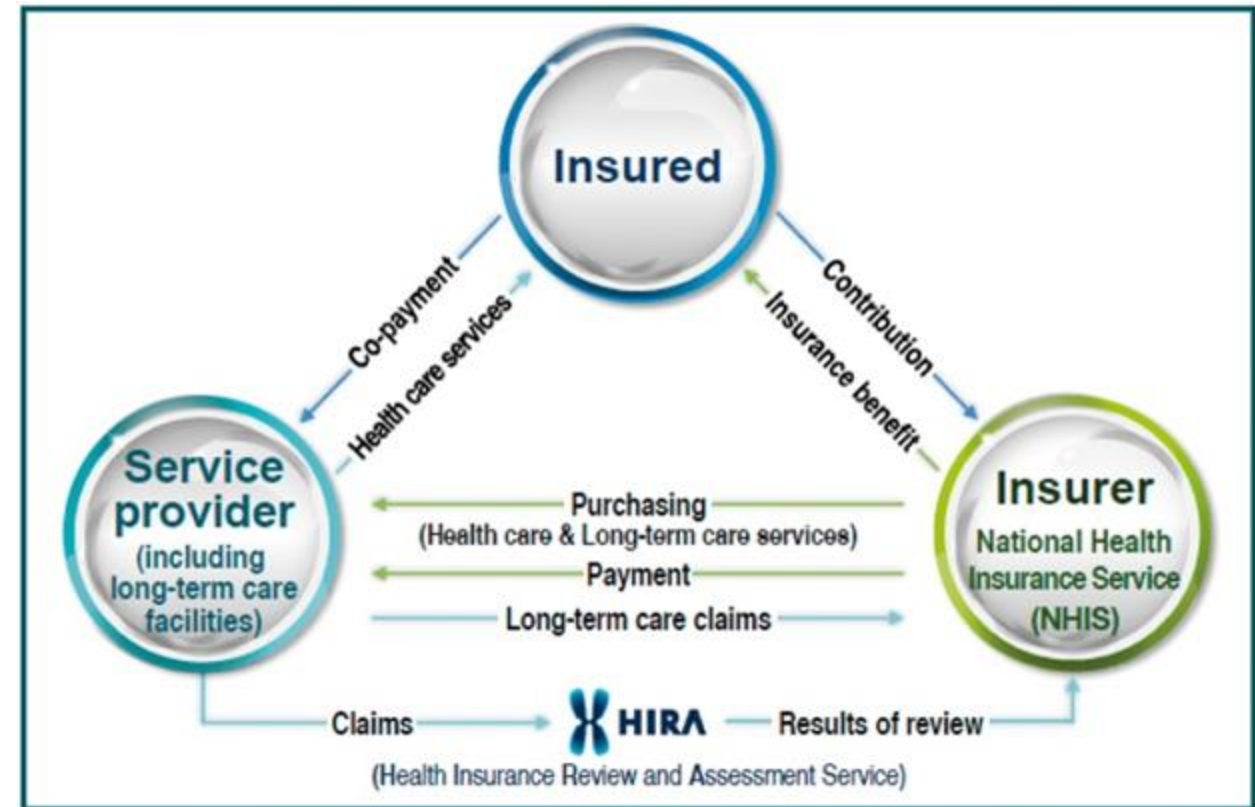 Insured
Co-payment
Health care services
Contribution
Insurance benefit
Service
provider
(including
long-term care
facilities)
Purchasing
(Health care & Long-term care services)
Payment
Long-term care claims
Insurer
National Health
Insurance Service
(NHIS)
Claims
HIRA
Results of review
(Health Insurance Review and Assessment Service)